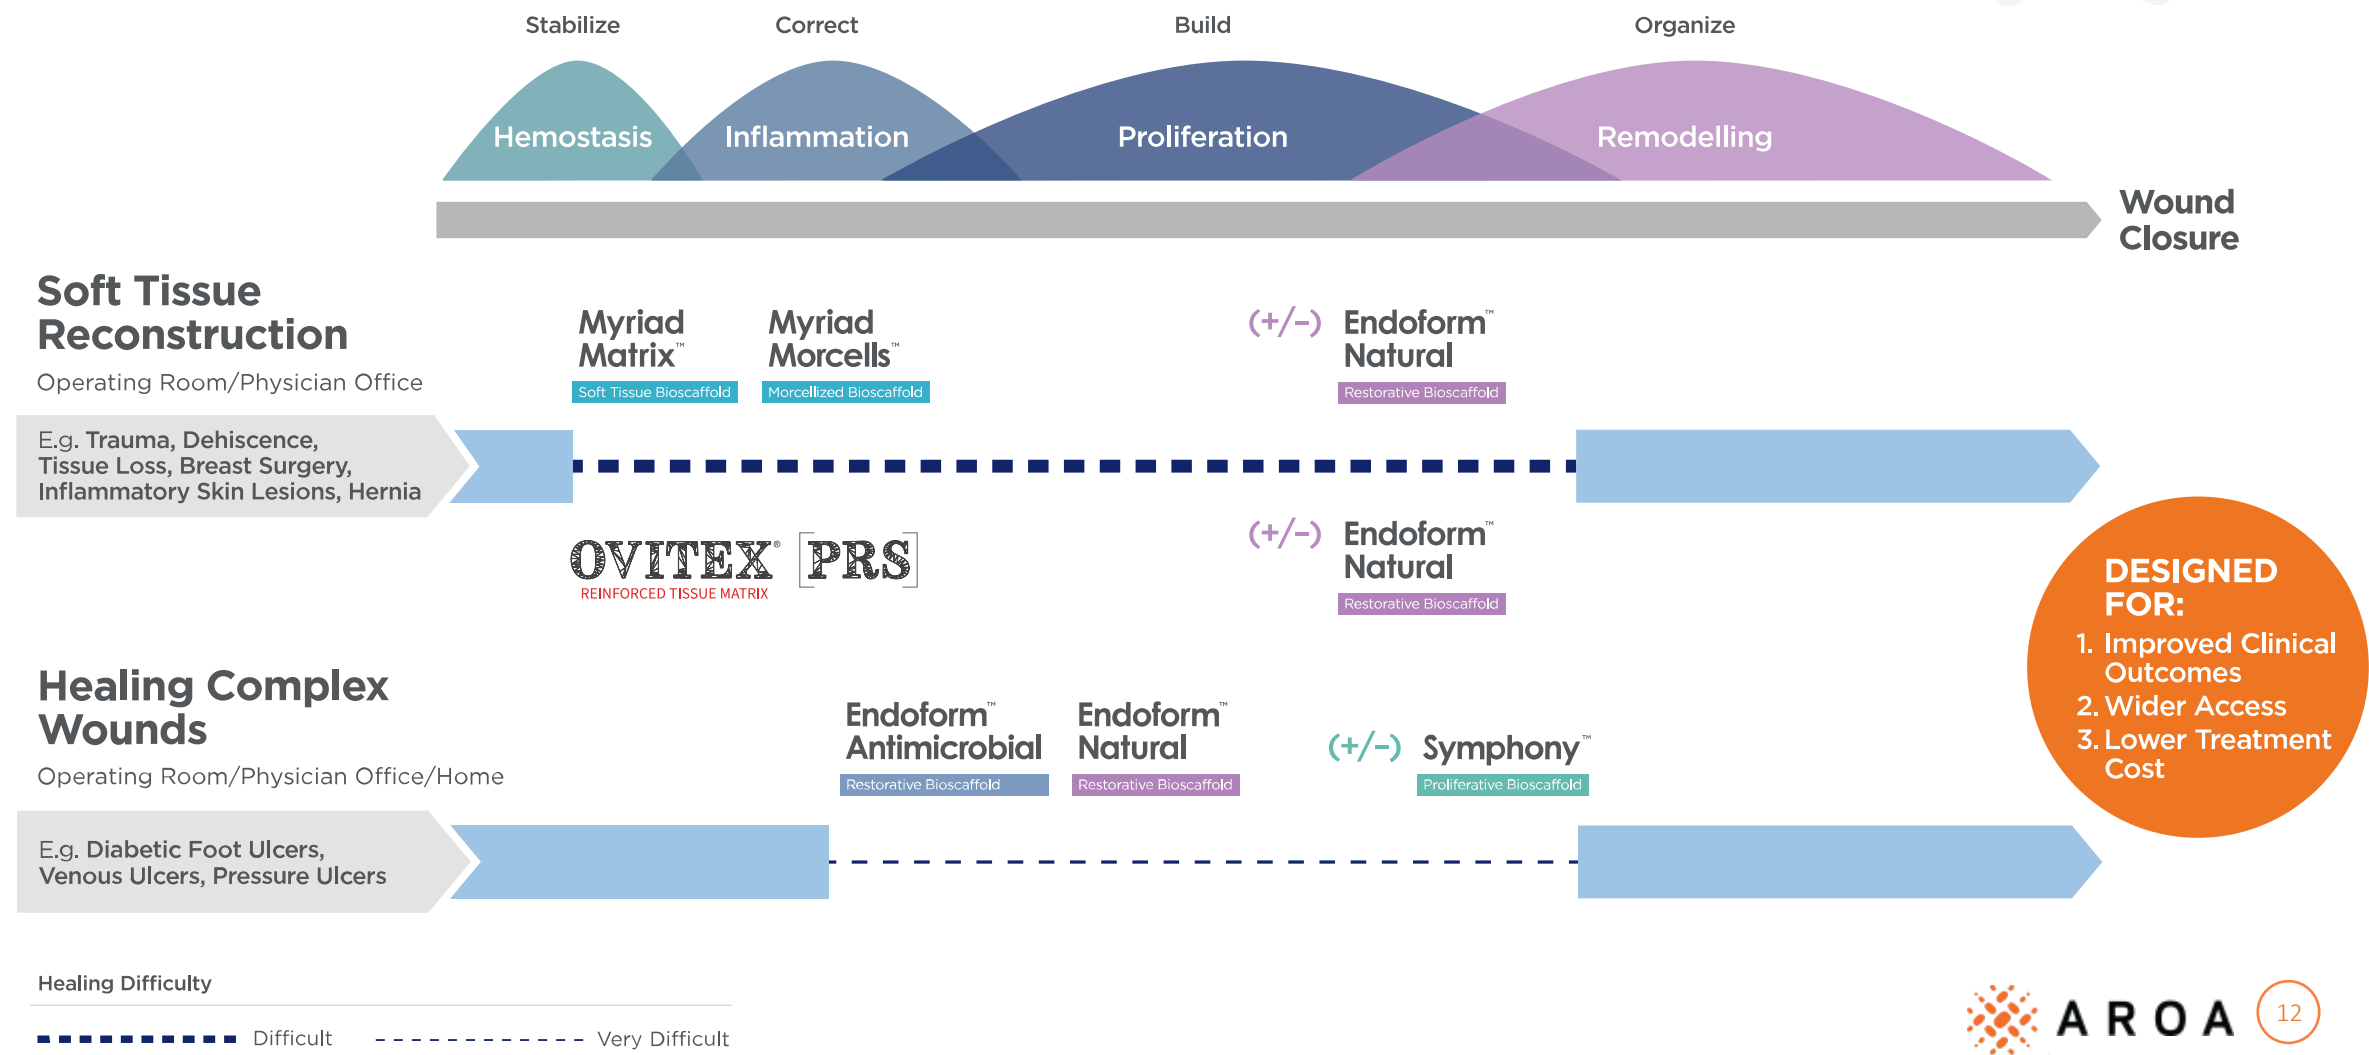 Stabilize
Correct
Build
Organize
Hemostasis
Inflammation
Proliferation
Remodelling
Wound
Closure
Soft Tissue
Reconstruction
Operating Room/Physician Office
Myriad
Matrix™
Soft Tissue Bioscaffold
Myriad
Morcells™
Morcellized Bioscaffold
(+/–)
Endoform™
Natural
Restorative Bioscaffold
E.g. Trauma, Dehiscence,
Tissue Loss, Breast Surgery,
Inflammatory Skin Lesions, Hernia
OVITEX® [PRS]
REINFORCED TISSUE MATRIX
(+/–)
Endoform™
Natural
Restorative Bioscaffold
DESIGNED
FOR:
1. Improved Clinical
Outcomes
2. Wider Access
3. Lower Treatment
Cost
Healing Complex
Wounds
Operating Room/Physician Office/Home
Endoform™
Antimicrobial
Restorative Bioscaffold
Endoform™
Natural
Restorative Bioscaffold
(+/–)
Symphony™
Proliferative Bioscaffold
E.g. Diabetic Foot Ulcers,
Venous Ulcers, Pressure Ulcers
Healing Difficulty
Difficult
Very Difficult
AROA
12